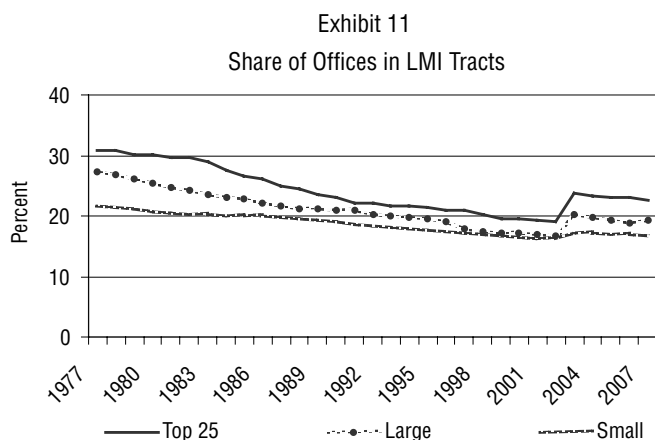 Exhibit 11
Share of Offices in LMI Tracts
Percent
40
30
20
10
0
1977 1980 1983 1986 1989 1992 1995 1998 2001 2004 2007
Top 25 Large Small